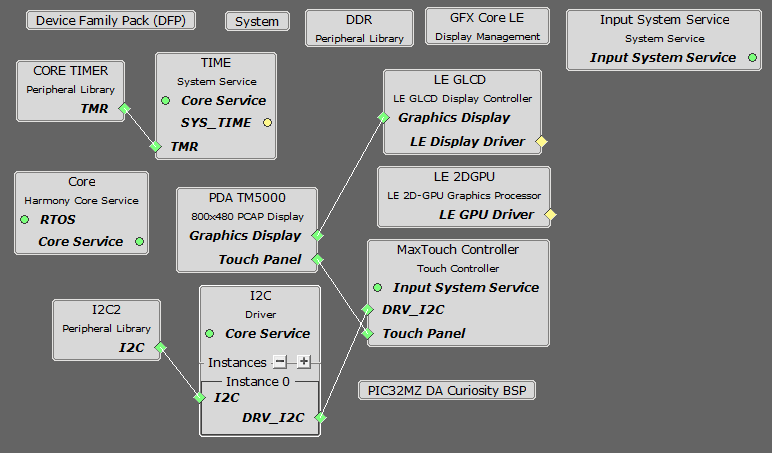 Device Family Pack (DFP)
System
DDR
Peripheral Library
GFX Core LE
Display Management
Input System Service
System Service
Input System Service
CORE TIMER
Peripheral Library
TMR
TIME
System Service
Core Service
SYS_TIME
TMR
LE GLCD
LE GLCD Display Controller
Graphics Display
LE Display Driver
Core
Harmony Core Service
RTOS
Core Service
PDA TM5000
800x480 PCAP Display
Graphics Display
Touch Panel
LE 2DGPU
LE 2D-GPU Graphics Processor
LE GPU Driver
MaxTouch Controller
Touch Controller
Input System Service
DRV_I2C
Touch Panel
I2C2
Peripheral Library
I2C
I2C
Driver
Core Service
Instances
Instance 0
I2C
DRV_I2C
PIC32MZ DA Curiosity BSP